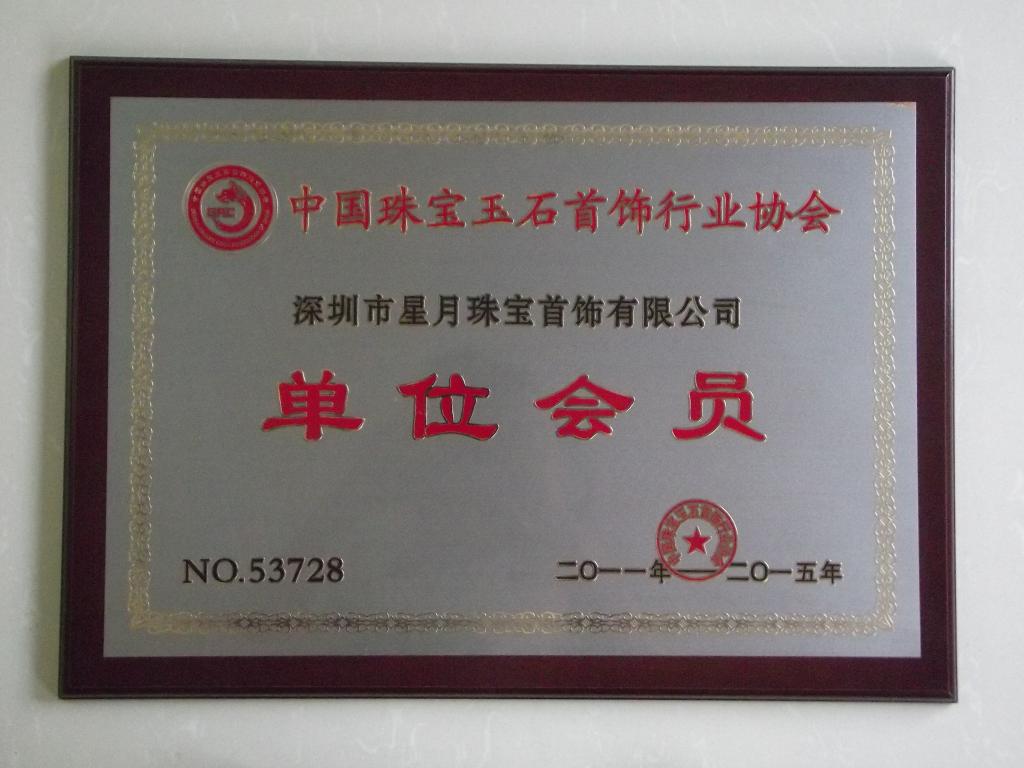 中国珠宝玉石首饰行业协会
深圳市星月珠宝首饰有限公司
单位会员
NO.53728
二〇一一年—二〇一五年